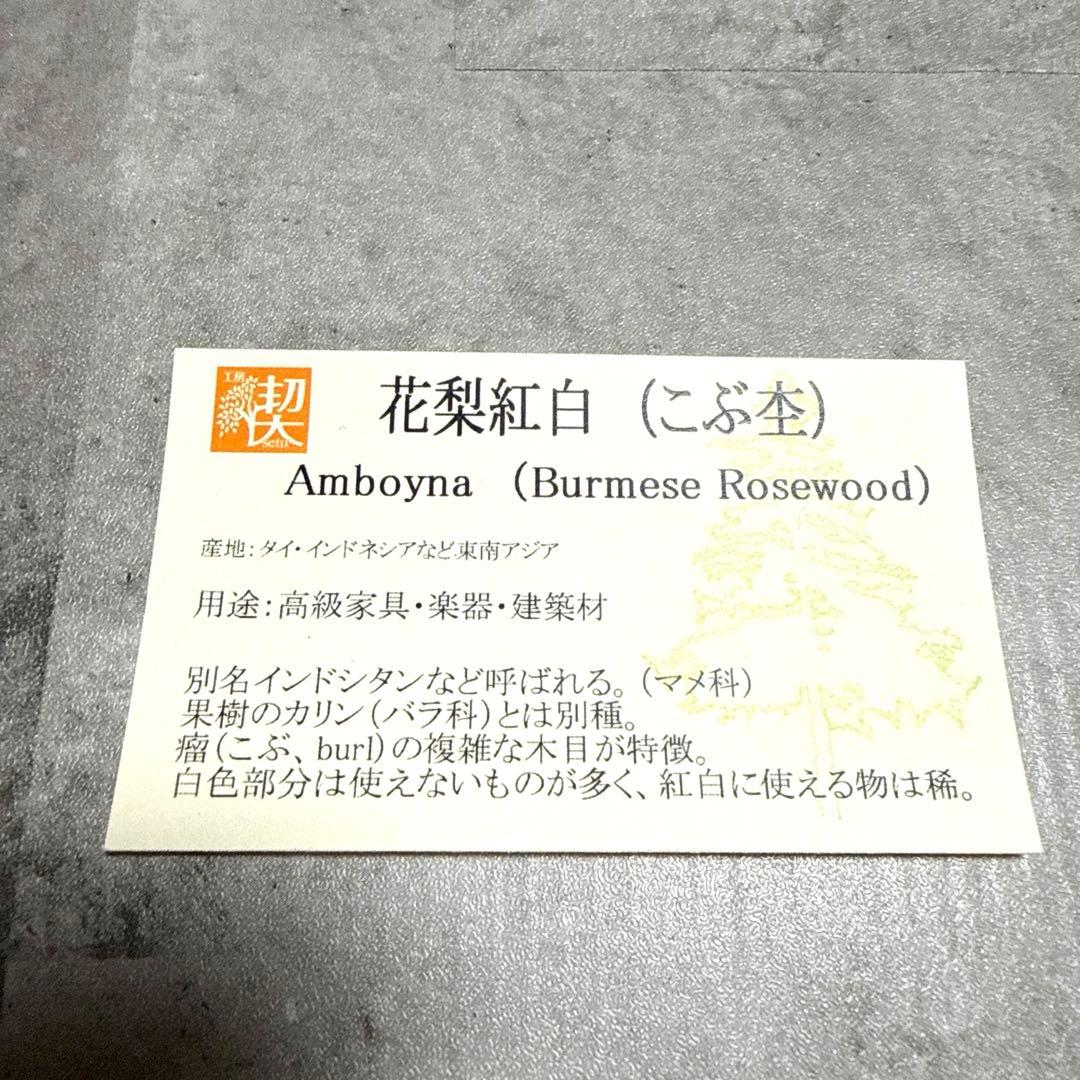 工房
契
setu
花梨紅白 (こぶ杢)
Amboyna (Burmese Rosewood)
産地:タイ・インドネシアなど東南アジア
用途:高級家具・楽器・建築材
別名インドシタンなど呼ばれる。(マメ科)
果樹のカリン(バラ科)とは別種。
瘤(こぶ、burl)の複雑な木目が特徴。
白色部分は使えないものが多く、紅白に使える物は稀。